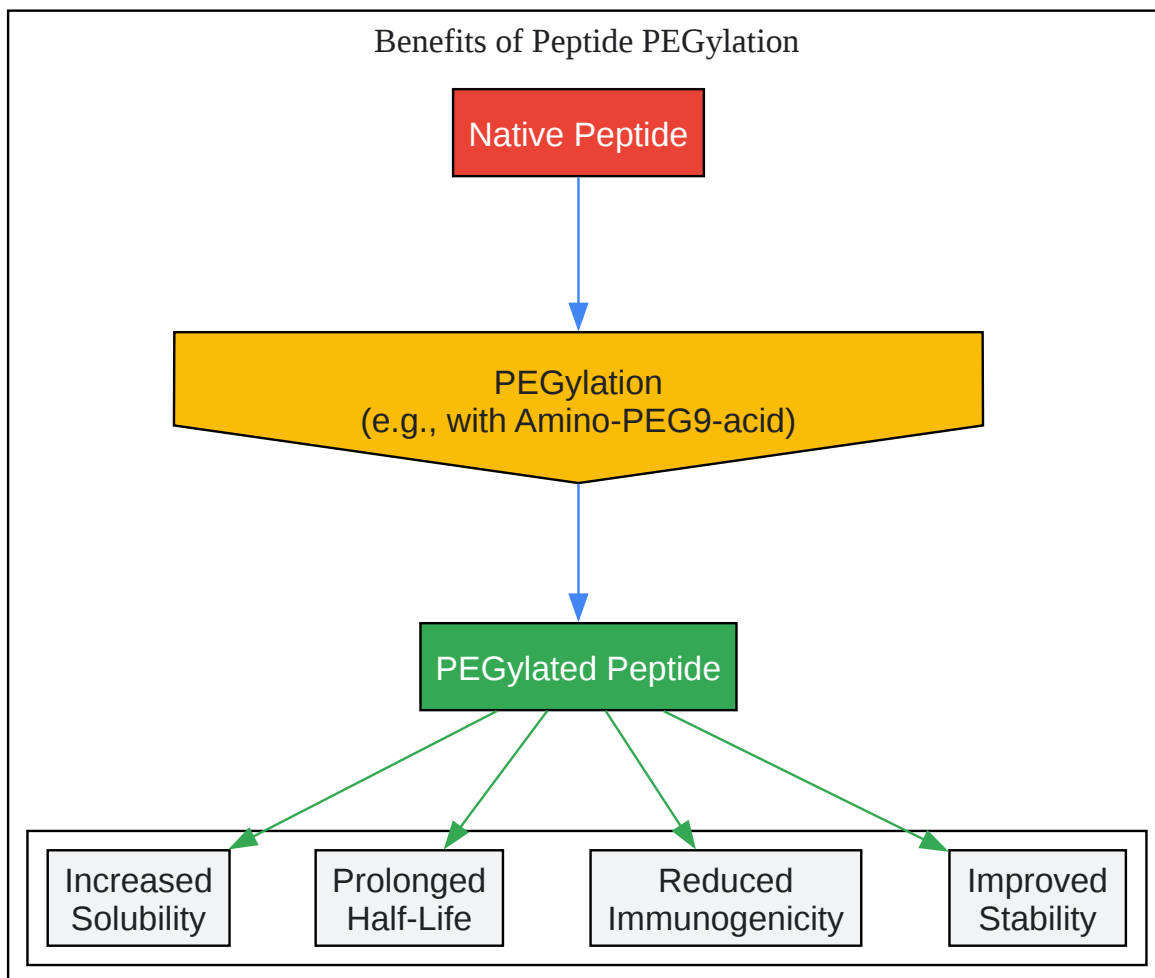 Benefits of Peptide PEGylation
Native Peptide
PEGylation
(e.g., with Amino-PEG9-acid)
PEGylated Peptide
Increased
Solubility
Prolonged
Half-Life
Reduced
Immunogenicity
Improved
Stability